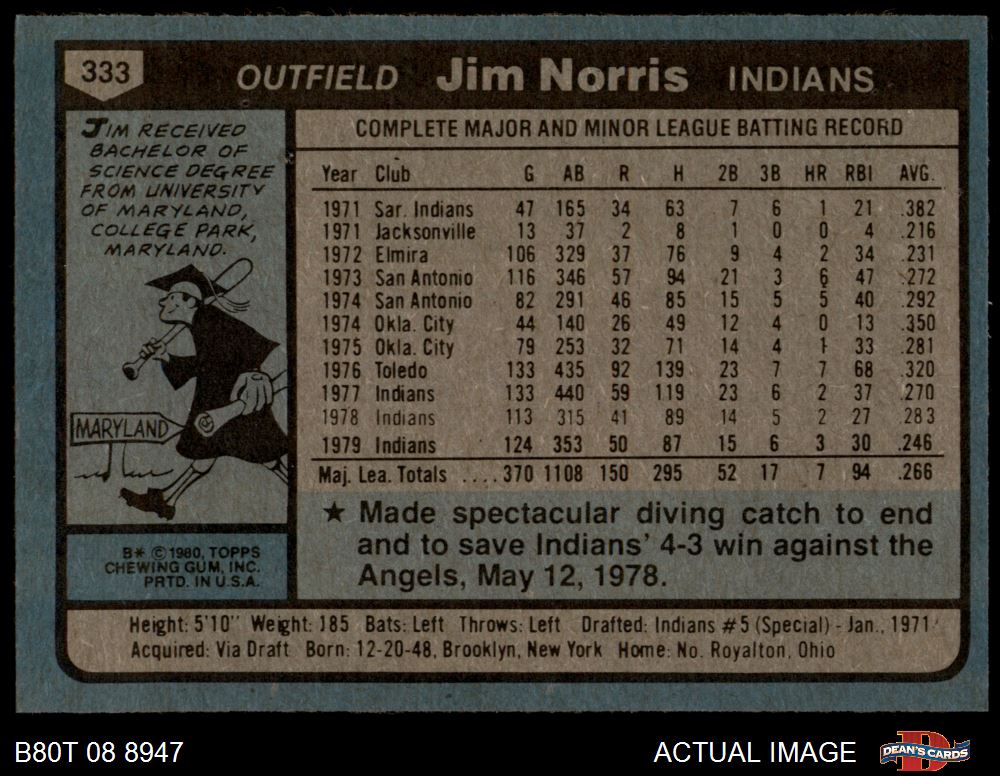 333 OUTFIELD Jim Norris INDIANS
JIM RECEIVED
BACHELOR OF
SCIENCE DEGREE
FROM UNIVERSITY
OF MARYLAND,
COLLEGE PARK,
MARYLAND.
MARYLAND
B* © 1980, TOPPS
CHEWING GUM, INC.
PRTD. IN U.S.A.
COMPLETE MAJOR AND MINOR LEAGUE BATTING RECORD
Year Club G AB R H 2B 3B HR RBI AVG.
1971 Sar. Indians 47 165 34 63 7 6 1 21 .382
1971 Jacksonville 13 37 2 8 1 0 0 4 .216
1972 Elmira 106 329 37 76 9 4 2 34 .231
1973 San Antonio 116 346 57 94 21 3 6 47 .272
1974 San Antonio 82 291 46 85 15 5 5 40 .292
1974 Okla. City 44 140 26 49 12 4 0 13 .350
1975 Okla. City 79 253 32 71 14 4 1 33 .281
1976 Toledo 133 435 92 139 23 7 7 68 .320
1977 Indians 133 440 59 119 23 6 2 37 .270
1978 Indians 113 315 41 89 14 5 2 27 .283
1979 Indians 124 353 50 87 15 6 3 30 .246
Maj. Lea. Totals ....370 1108 150 295 52 17 7 94 .266
★ Made spectacular diving catch to end
and to save Indians' 4-3 win against the
Angels, May 12, 1978.
Height: 5'10" Weight: 185 Bats: Left Throws: Left Drafted: Indians #5 (Special) - Jan., 1971
Acquired: Via Draft Born: 12-20-48, Brooklyn, New York Home: No. Royalton, Ohio
B80T 08 8947 ACTUAL IMAGE DEAN'S CARDS